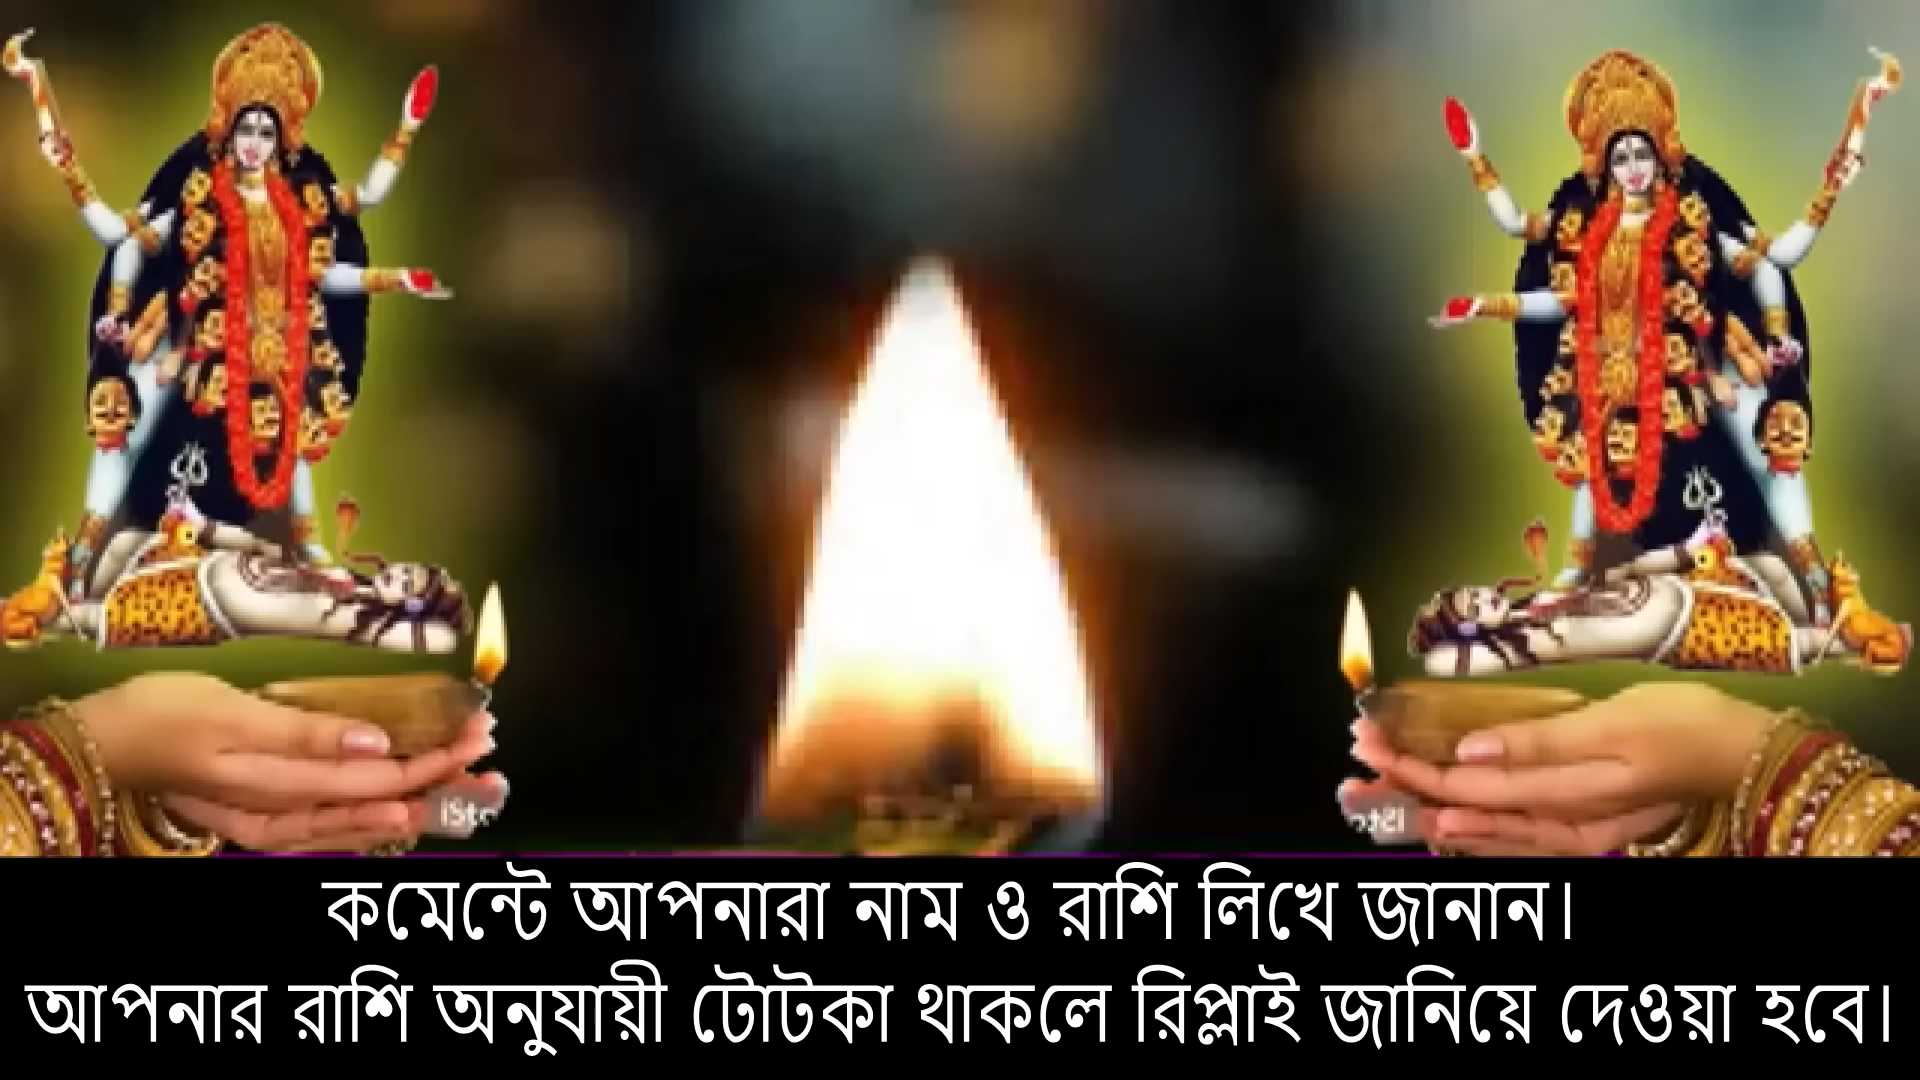 কমেন্টে আপনারা নাম ও রাশি লিখে জানান।
আপনার রাশি অনুযায়ী টোটকা থাকলে রিপ্লাই জানিয়ে দেওয়া হবে।